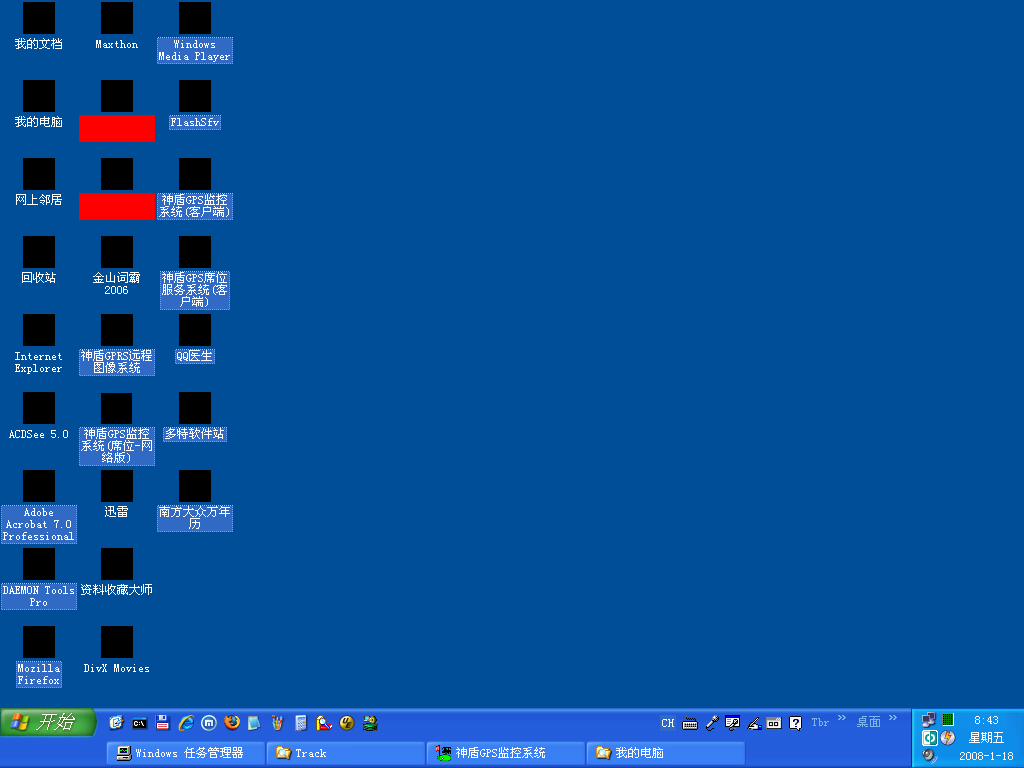 我的文档
Maxthon
Windows
Media Player
我的电脑
FlashSfv
网上邻居
神盾GPS监控
系统(客户端)
回收站
金山词霸
2006
神盾GPS席位
服务系统(客
户端)
Internet
Explorer
神盾GPRS远程
图像系统
QQ医生
ACDSee 5.0
神盾GPS监控
系统(席位-网
络版)
多特软件站
Adobe
Acrobat 7.0
Professional
迅雷
南方大众万年
历
DAEMON Tools
Pro
资料收藏大师
Mozilla
Firefox
DivX Movies
开始
CH
Tbr
桌面
8:43
星期五
2008-1-18
Windows 任务管理器
Track
神盾GPS监控系统
我的电脑